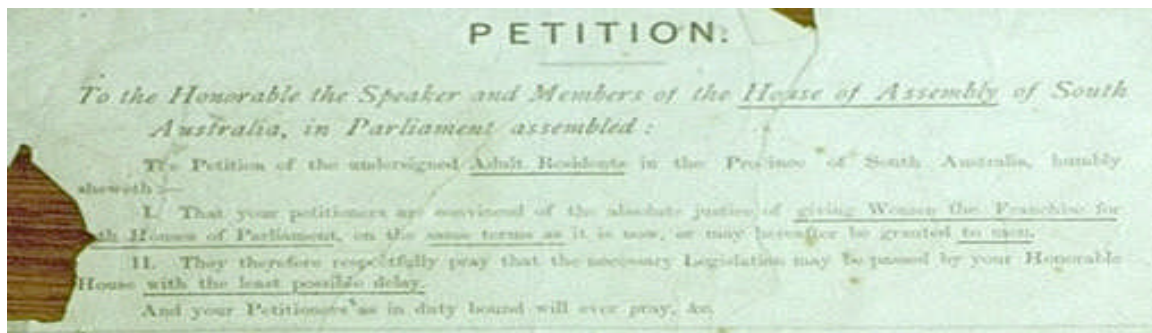 PETITION.
To the Honorable the Speaker and Members of the House of Assembly of South
Australia, in Parliament assembled :
The Petition of the undersigned Adult Residents in the Province of South Australia, humbly
sheweth :—
I. That your petitioners are convinced of the absolute justice of giving Women the Franchise for
both Houses of Parliament, on the same terms as it is now, or may hereafter be granted to men.
II. They therefore respectfully pray that the necessary Legislation may be passed by your Honorable
House with the least possible delay.
And your Petitioners as in duty bound will ever pray, &c.